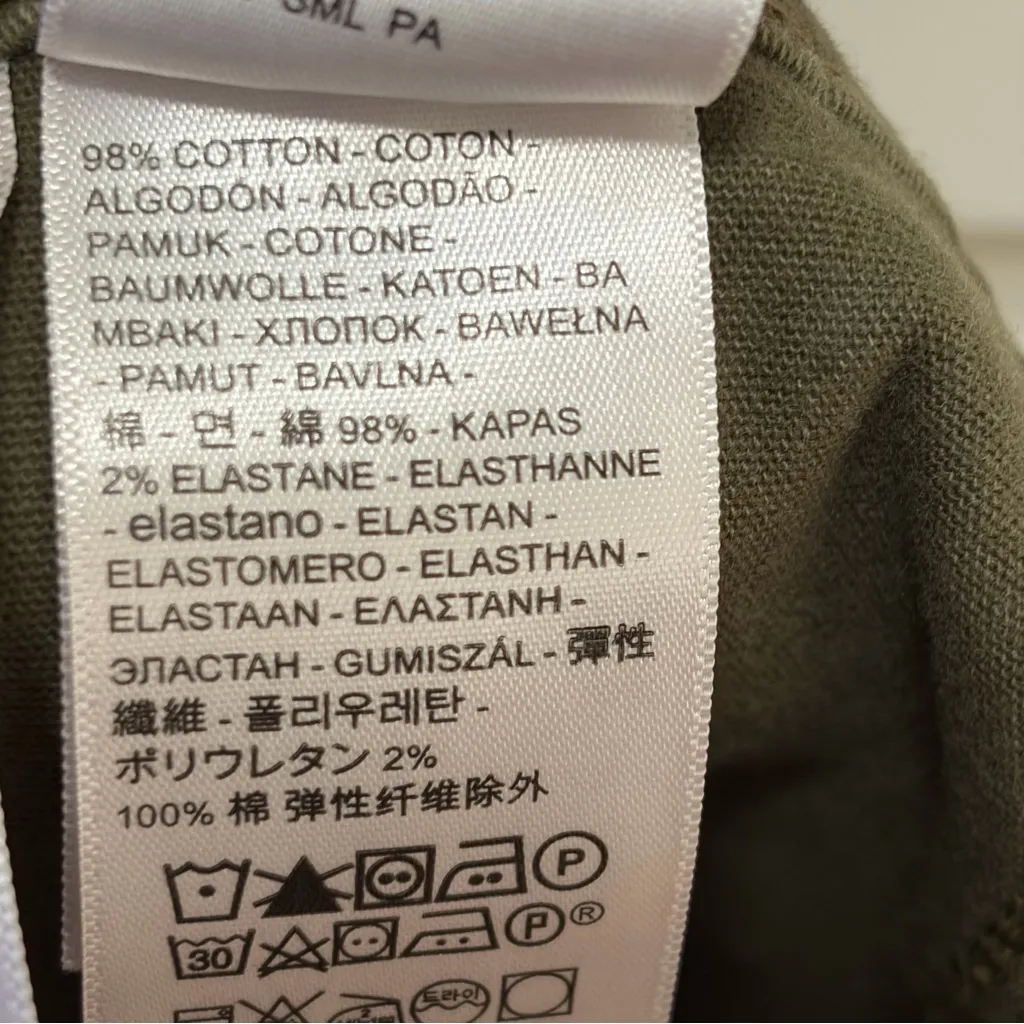 SML PA
98% COTTON - COTON -
ALGODÓN - ALGODÃO -
PAMUK - COTONE -
BAUMWOLLE - KATOEN - BA
MBAKI - ХЛОПОК - BAWEŁNA
- PAMUT - BAVLNA -
棉 - 면 - 綿 98% - KAPAS
2% ELASTANE - ELASTHANNE
- elastano - ELASTAN -
ELASTOMERO - ELASTHAN -
ELASTAAN - ΕΛΑΣΤΑΝΗ -
ЭЛАСТАН - GUMISZÁL - 彈性
纖維 - 폴리우레탄 -
ポリウレタン 2%
100% 棉 弹性纤维除外
P
30 P ®
드라이